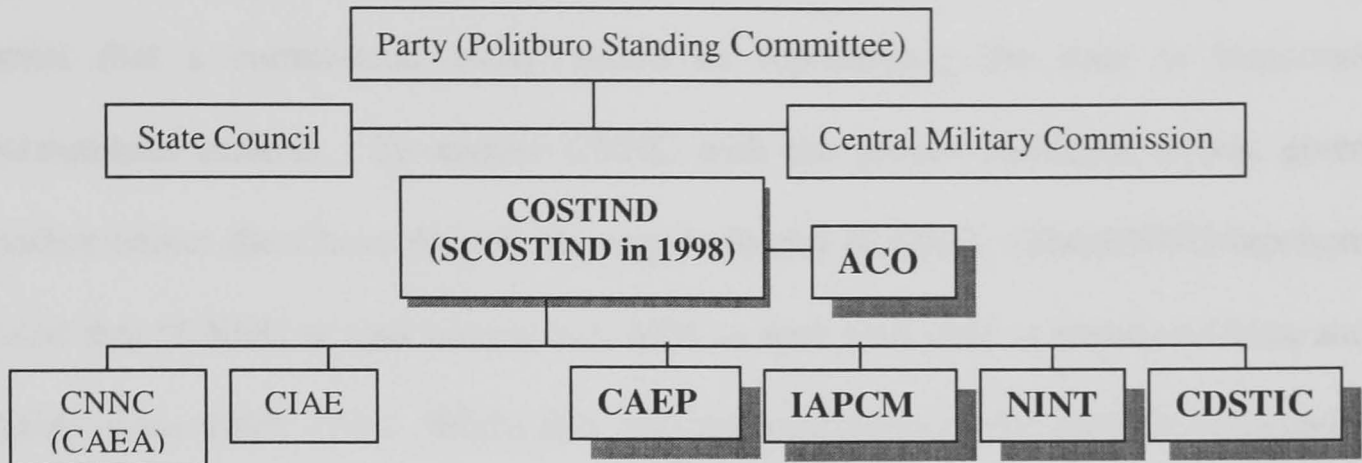 Party (Politburo Standing Committee)
State Council
Central Military Commission
COSTIND
(SCOSTIND in 1998)
ACO
CNNC
(CAEA)
CIAE
CAEP
IAPCM
NINT
CDSTIC